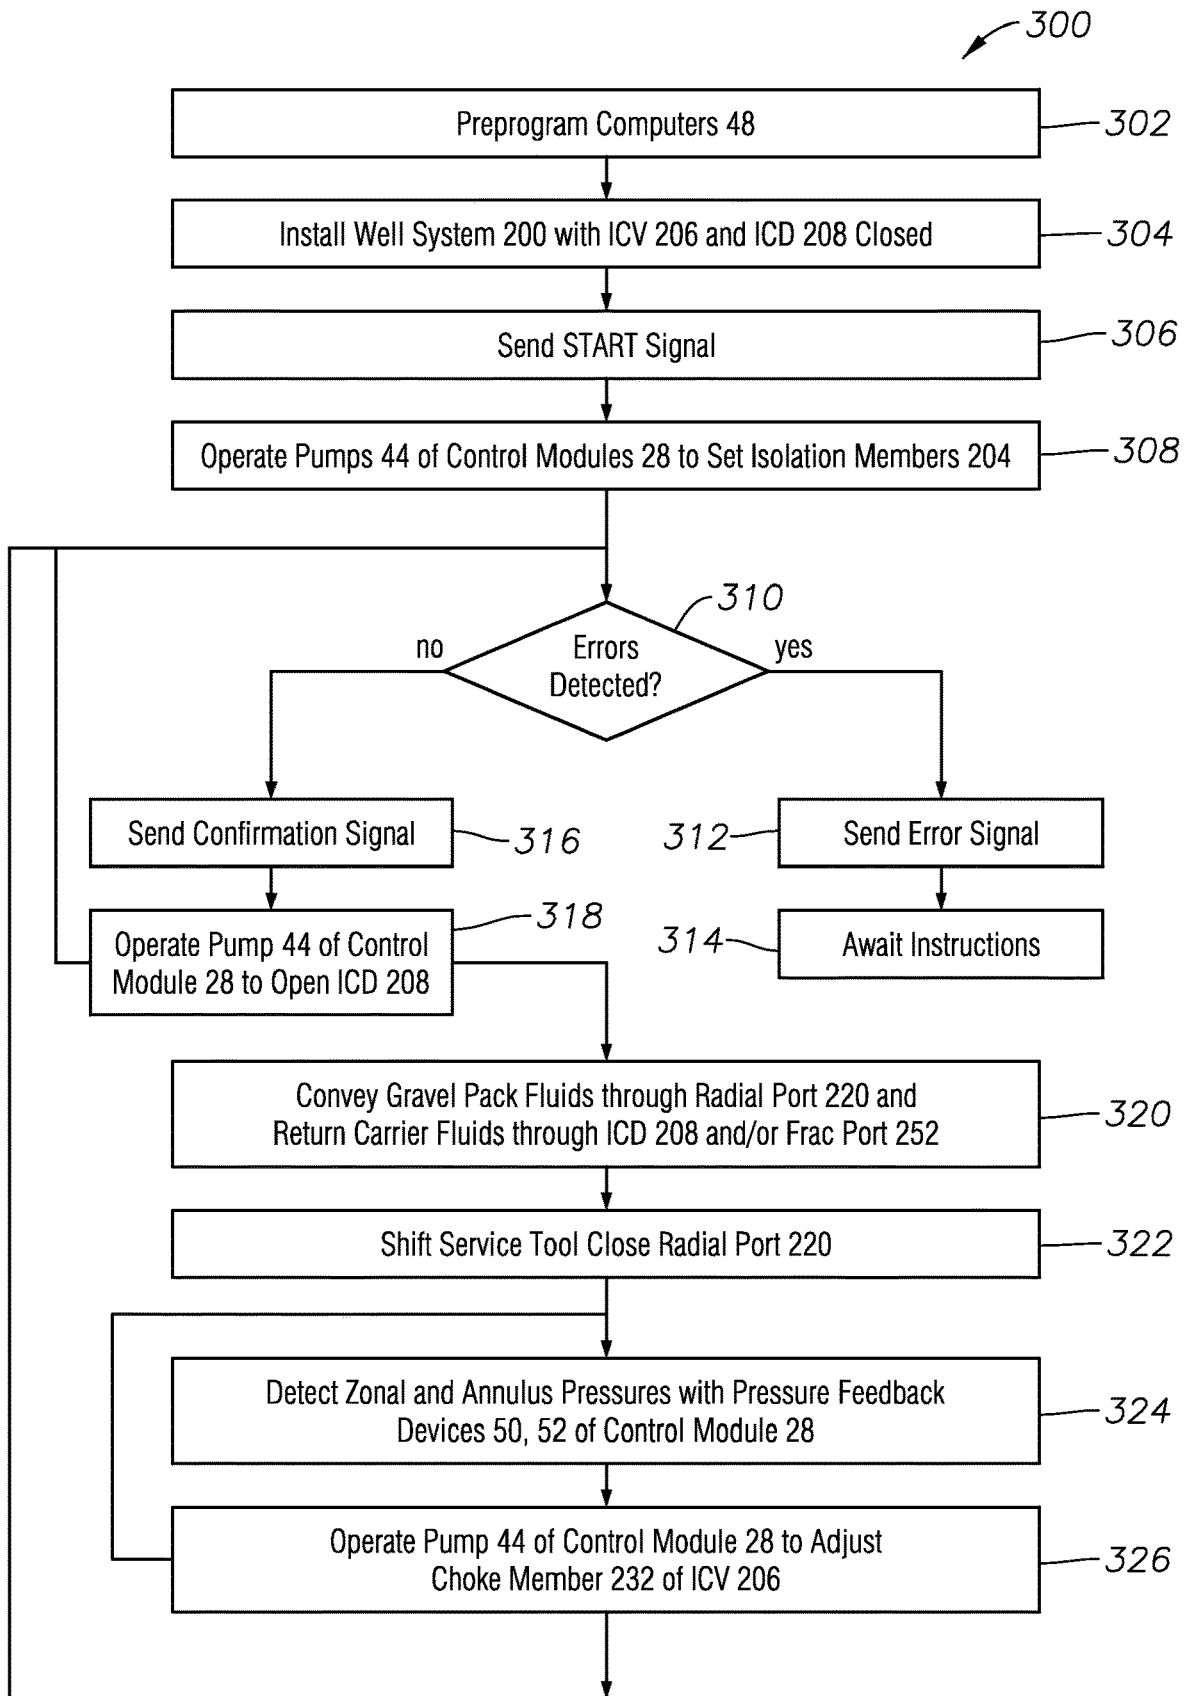 300
Preprogram Computers 48
302
Install Well System 200 with ICV 206 and ICD 208 Closed
304
Send START Signal
306
Operate Pumps 44 of Control Modules 28 to Set Isolation Members 204
308
310
no
Errors
Detected?
yes
Send Confirmation Signal
316
312
Send Error Signal
Operate Pump 44 of Control
Module 28 to Open ICD 208
318
314
Await Instructions
Convey Gravel Pack Fluids through Radial Port 220 and
Return Carrier Fluids through ICD 208 and/or Frac Port 252
320
Shift Service Tool Close Radial Port 220
322
Detect Zonal and Annulus Pressures with Pressure Feedback
Devices 50, 52 of Control Module 28
324
Operate Pump 44 of Control Module 28 to Adjust
Choke Member 232 of ICV 206
326